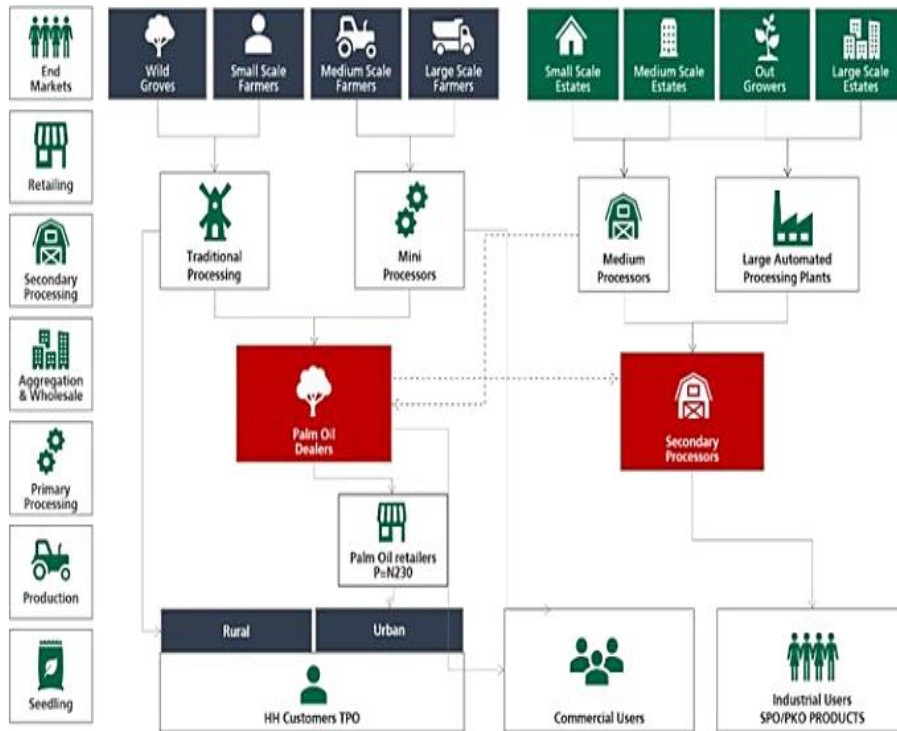 End
Markets
Retailing
Secondary
Processing
Aggregation
& Wholesale
Primary
Processing
Production
Seedling
Wild
Groves
Small Scale
Farmers
Medium Scale
Farmers
Large Scale
Farmers
Small Scale
Estates
Medium Scale
Estates
Out
Growers
Large Scale
Estates
Traditional
Processing
Mini
Processors
Medium
Processors
Large Automated
Processing Plants
Palm Oil
Dealers
Secondary
Processors
Palm Oil retailers
P=N230
Rural
Urban
HH Customers TPO
Commercial Users
Industrial Users
SPO/PKO PRODUCTS